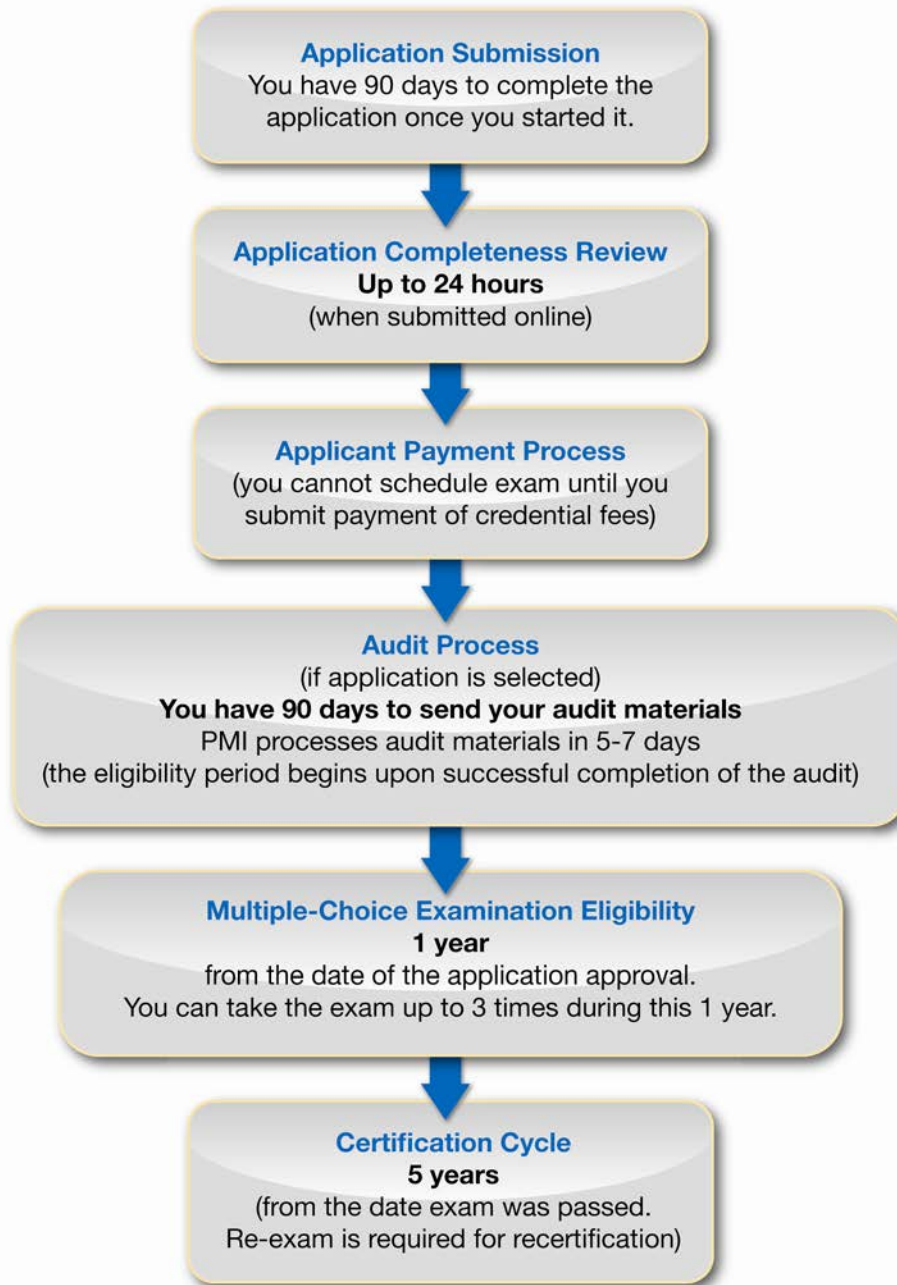 Application Submission
You have 90 days to complete the
application once you started it.
Application Completeness Review
Up to 24 hours
(when submitted online)
Applicant Payment Process
(you cannot schedule exam until you
submit payment of credential fees)
Audit Process
(if application is selected)
You have 90 days to send your audit materials
PMI processes audit materials in 5-7 days
(the eligibility period begins upon successful completion of the audit)
Multiple-Choice Examination Eligibility
1 year
from the date of the application approval.
You can take the exam up to 3 times during this 1 year.
Certification Cycle
5 years
(from the date exam was passed.
Re-exam is required for recertification)